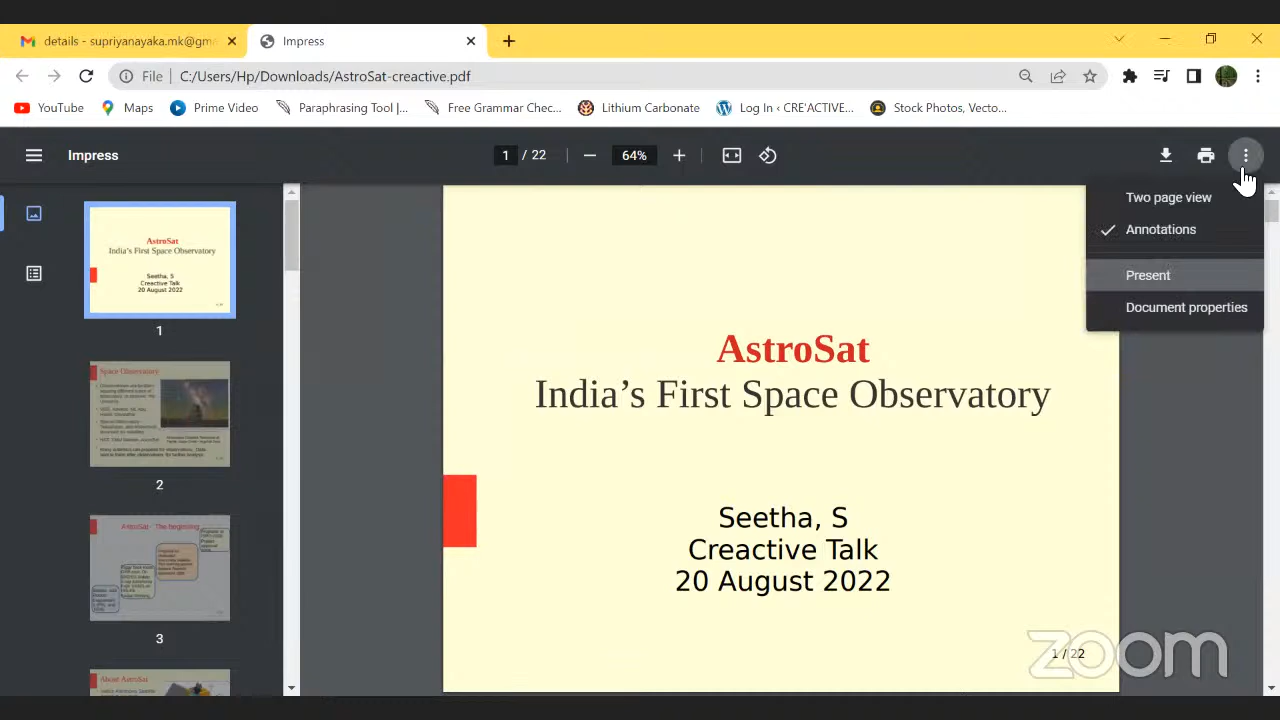 details - supriyanayaka.mk@gm
Impress
File
C:/Users/Hp/Downloads/AstroSat-creactive.pdf
YouTube
Maps
Prime Video
Paraphrasing Tool |...
Free Grammar Chec...
Lithium Carbonate
Log In ‹ CRE'ACTIVE...
Stock Photos, Vecto...
Impress
1 / 22
64%
Two page view
Annotations
Present
Document properties
AstroSat
India's First Space Observatory
Seetha, S
Creactive Talk
20 August 2022
1
Space Observatory
2
AstroSat- The Beginning
3
About AstroSat
AstroSat
India’s First Space Observatory
Seetha, S
Creactive Talk
20 August 2022
1 / 22
zoom